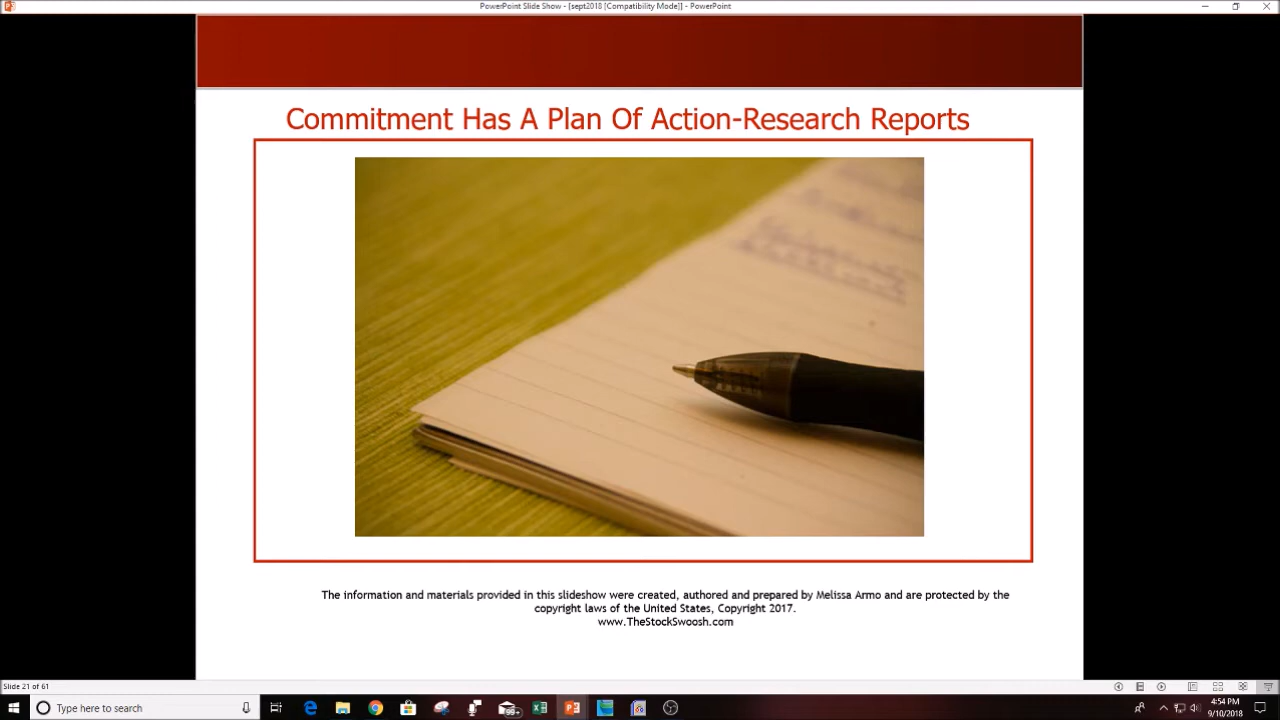 PowerPoint Slide Show - [sept2018 [Compatibility Mode]] - PowerPoint
Commitment Has A Plan Of Action-Research Reports
The information and materials provided in this slideshow were created, authored and prepared by Melissa Armo and are protected by the
copyright laws of the United States, Copyright 2017.
www.TheStockSwoosh.com
Slide 21 of 61
Type here to search
99+
4:54 PM
9/10/2018